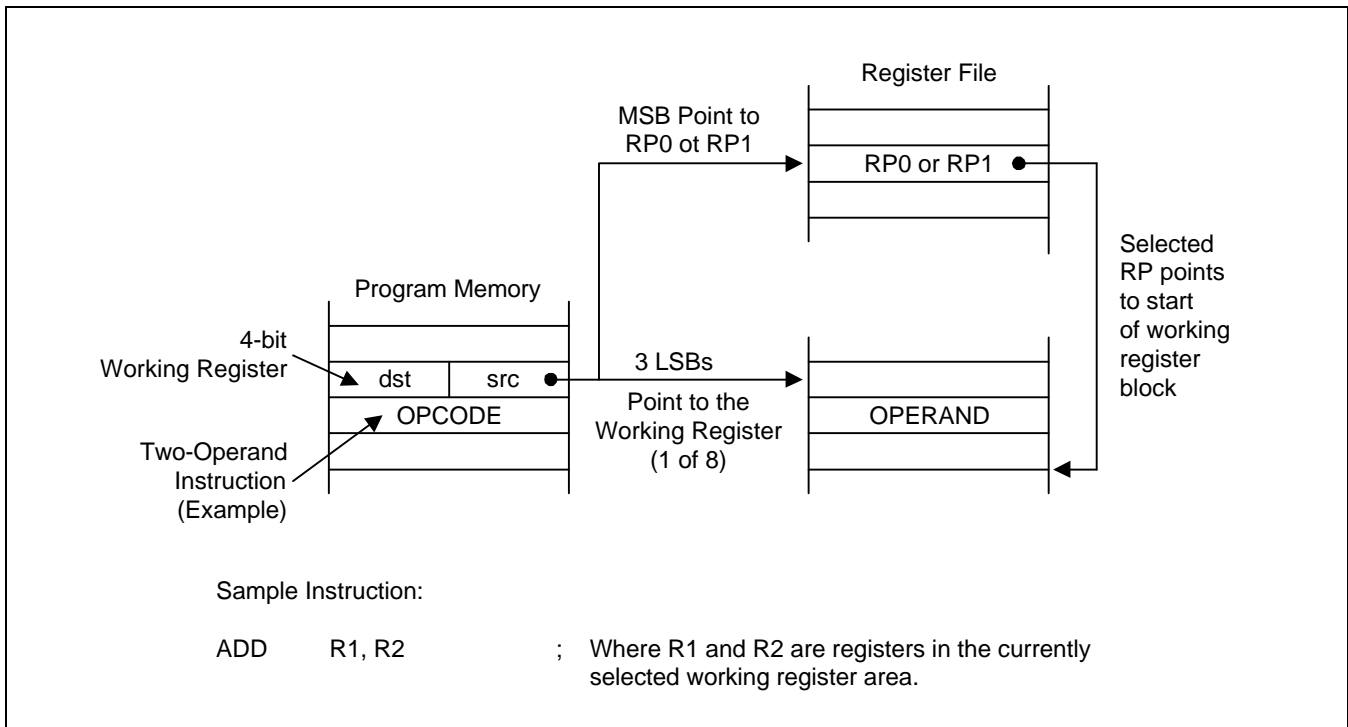 Register File
MSB Point to
RP0 ot RP1
RP0 or RP1
Selected
RP points
to start
of working
register
block
Program Memory
4-bit
Working Register
dst src
3 LSBs
OPCODE
Point to the
Working Register
(1 of 8)
OPERAND
Two-Operand
Instruction
(Example)
Sample Instruction:
ADD R1, R2 ; Where R1 and R2 are registers in the currently
selected working register area.